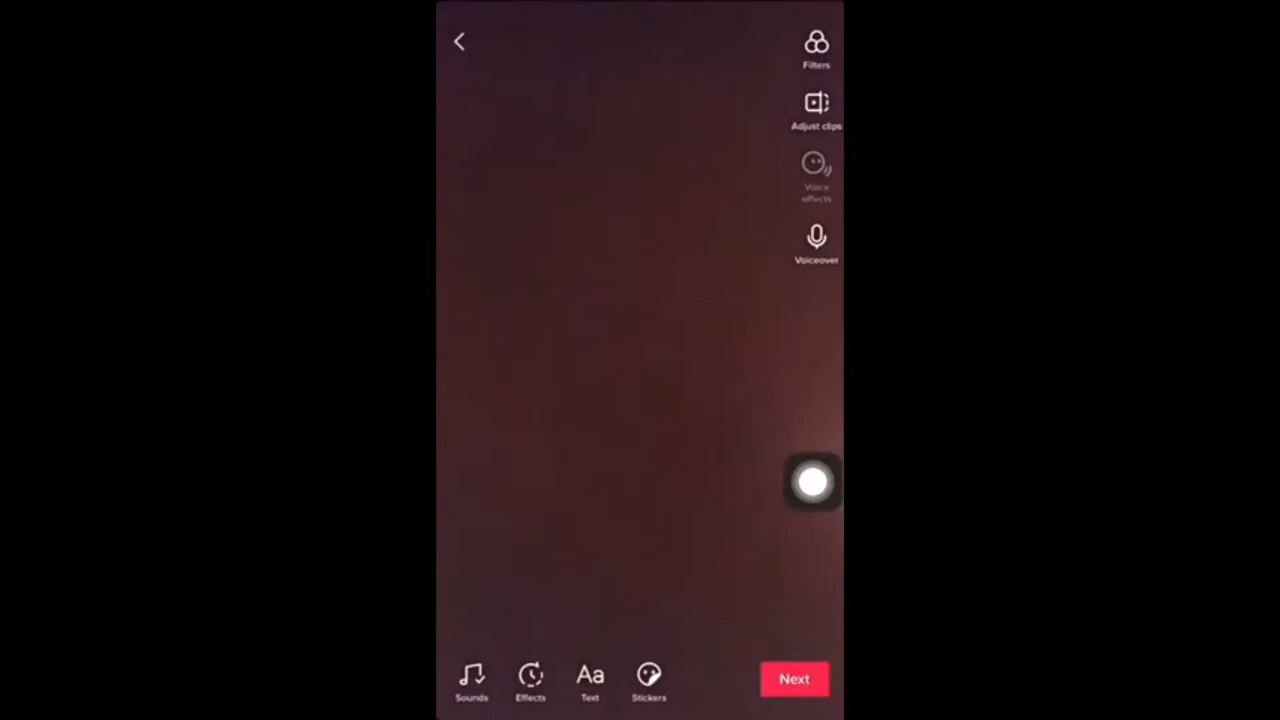 Filters
Adjust clips
Voice
effects
Voiceover
Sounds
Effects
Aa
Text
Stickers
Next